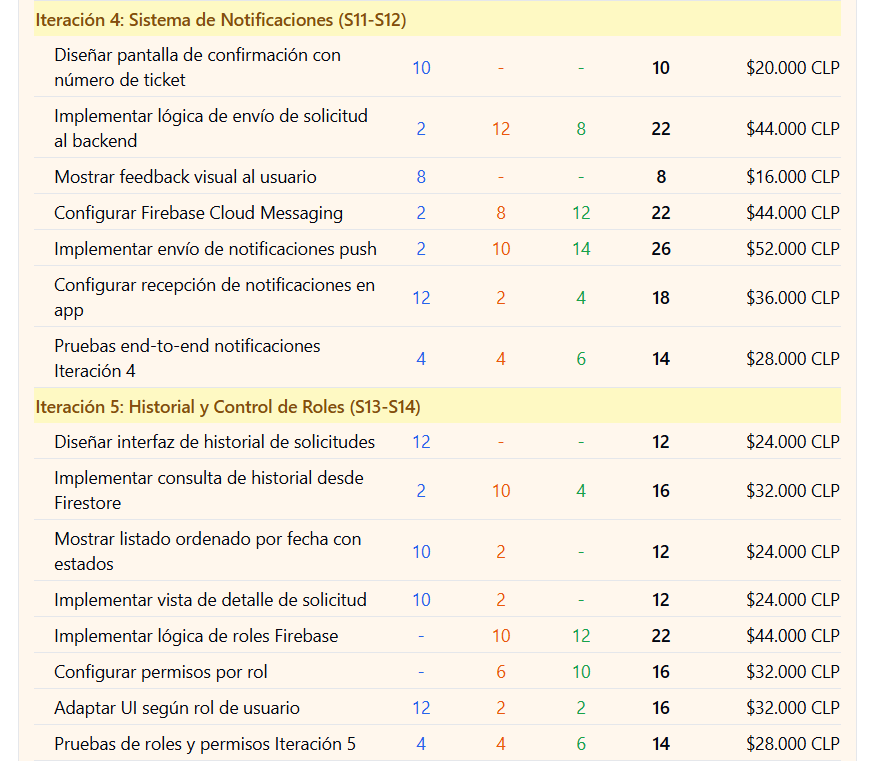 Iteración 4: Sistema de Notificaciones (S11-S12)
Diseñar pantalla de confirmación con
número de ticket
10 - - 10 $20.000 CLP
Implementar lógica de envío de solicitud
al backend
2 12 8 22 $44.000 CLP
Mostrar feedback visual al usuario 8 - - 8 $16.000 CLP
Configurar Firebase Cloud Messaging 2 8 12 22 $44.000 CLP
Implementar envío de notificaciones push 2 10 14 26 $52.000 CLP
Configurar recepción de notificaciones en
app
12 2 4 18 $36.000 CLP
Pruebas end-to-end notificaciones
Iteración 4
4 4 6 14 $28.000 CLP
Iteración 5: Historial y Control de Roles (S13-S14)
Diseñar interfaz de historial de solicitudes 12 - - 12 $24.000 CLP
Implementar consulta de historial desde
Firestore
2 10 4 16 $32.000 CLP
Mostrar listado ordenado por fecha con
estados
10 2 - 12 $24.000 CLP
Implementar vista de detalle de solicitud 10 2 - 12 $24.000 CLP
Implementar lógica de roles Firebase - 10 12 22 $44.000 CLP
Configurar permisos por rol - 6 10 16 $32.000 CLP
Adaptar UI según rol de usuario 12 2 2 16 $32.000 CLP
Pruebas de roles y permisos Iteración 5 4 4 6 14 $28.000 CLP